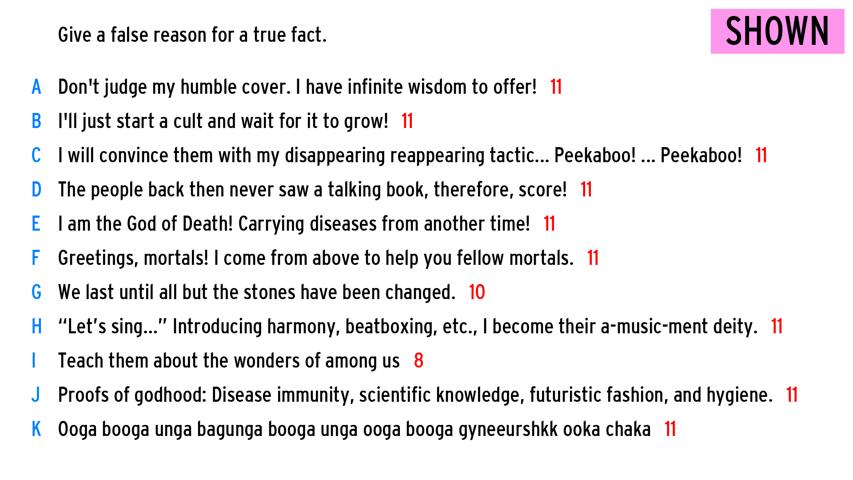 Give a false reason for a true fact.
SHOWN
A Don't judge my humble cover. I have infinite wisdom to offer! 11
B I'll just start a cult and wait for it to grow! 11
C I will convince them with my disappearing reappearing tactic... Peekaboo! ... Peekaboo! 11
D The people back then never saw a talking book, therefore, score! 11
E I am the God of Death! Carrying diseases from another time! 11
F Greetings, mortals! I come from above to help you fellow mortals. 11
G We last until all but the stones have been changed. 10
H “Let’s sing...” Introducing harmony, beatboxing, etc., I become their a-music-ment deity. 11
I Teach them about the wonders of among us 8
J Proofs of godhood: Disease immunity, scientific knowledge, futuristic fashion, and hygiene. 11
K Ooga booga unga bagunga booga unga ooga booga gyneeurshkk ooka chaka 11